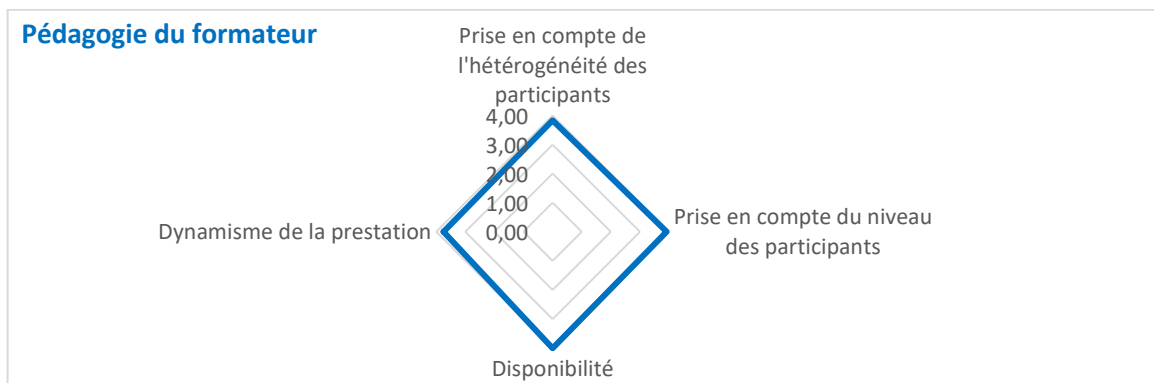 Pédagogie du formateur
Prise en compte de
l'hétérogénéité des
participants
4,00
3,00
2,00
1,00
0,00
Prise en compte du niveau
des participants
Dynamisme de la prestation
Disponibilité